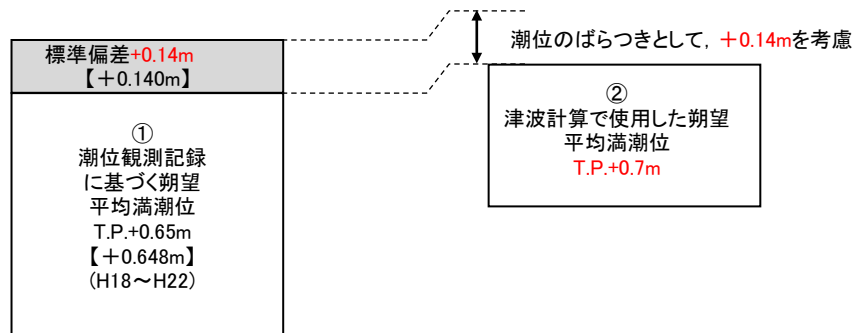 標準偏差+0.14m
【+0.140m】
①
潮位観測記録
に基づく朔望
平均満潮位
T.P.+0.65m
【+0.648m】
(H18～H22)
潮位のばらつきとして，+0.14mを考慮
②
津波計算で使用した朔望
平均満潮位
T.P.+0.7m